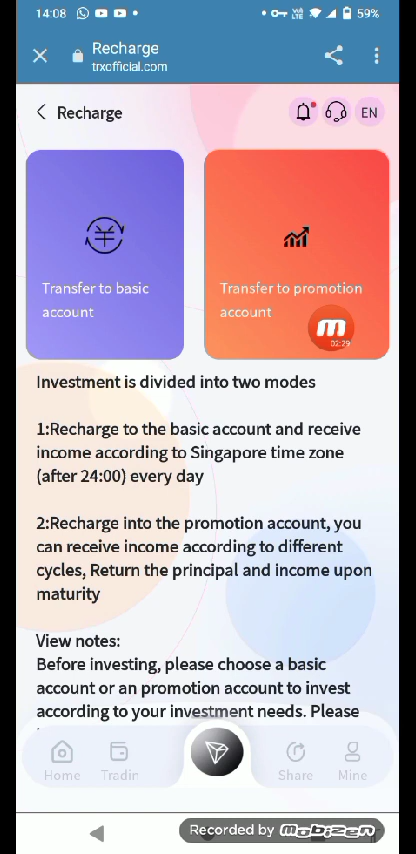 14:08
59%
Recharge
trxofficial.com
Recharge
EN
Transfer to basic
account
Transfer to promotion
account
02:29
Investment is divided into two modes
1:Recharge to the basic account and receive
income according to Singapore time zone
(after 24:00) every day
2:Recharge into the promotion account, you
can receive income according to different
cycles, Return the principal and income upon
maturity
View notes:
Before investing, please choose a basic
account or an promotion account to invest
according to your investment needs. Please
Home
Tradin
Share
Mine
Recorded by MOBIZEN